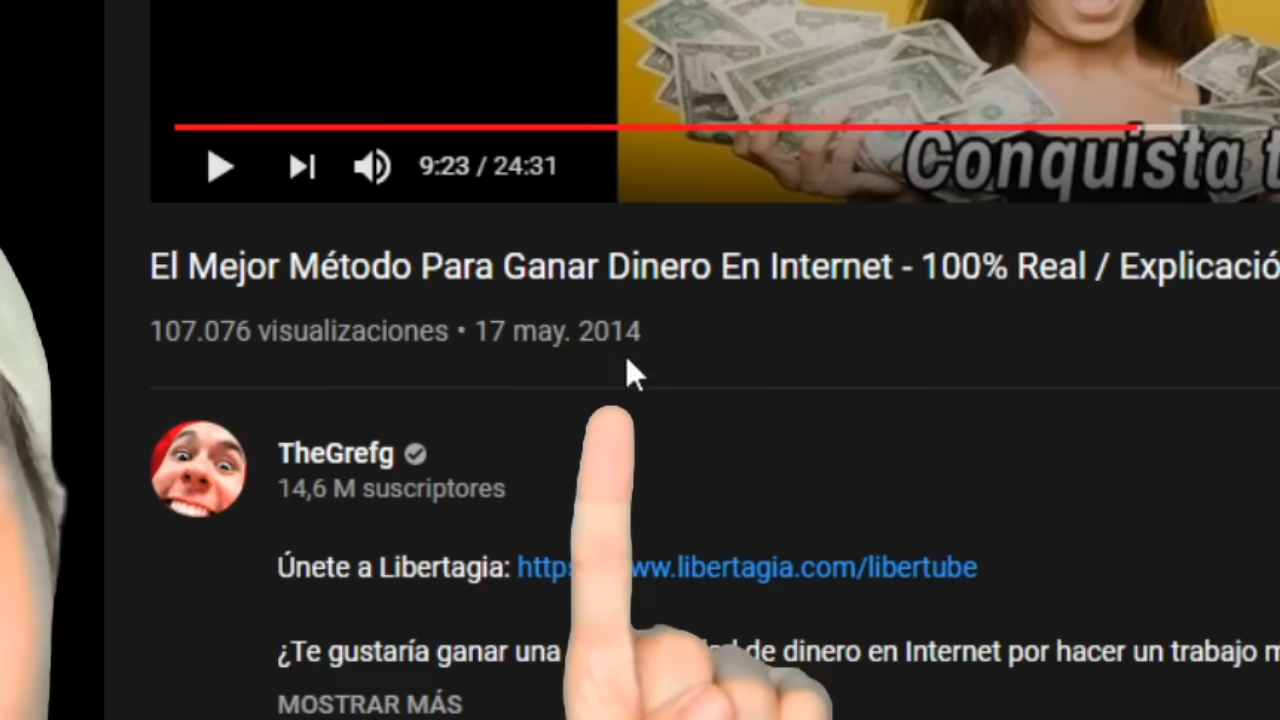 Conquista t
9:23 / 24:31
El Mejor Método Para Ganar Dinero En Internet - 100% Real / Explicació
107.076 visualizaciones • 17 may. 2014
TheGrefg
14,6 M suscriptores
Únete a Libertagia: http ww.libertagia.com/libertube
¿Te gustaría ganar una de dinero en Internet por hacer un trabajo m
MOSTRAR MÁS